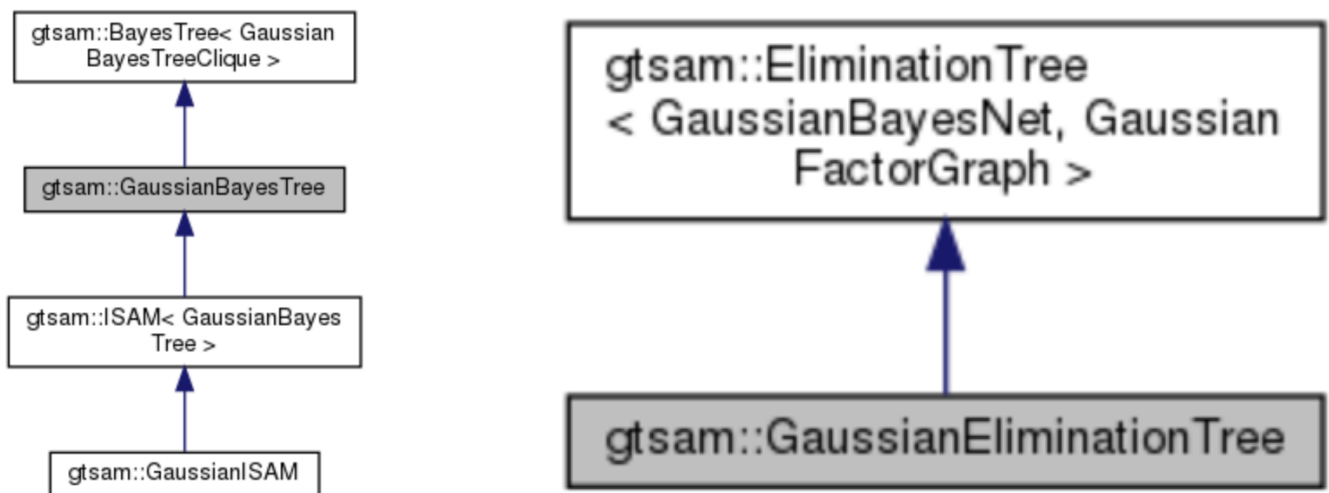 gtsam::BayesTree< Gaussian
BayesTreeClique >
gtsam::GaussianBayesTree
gtsam::ISAM< GaussianBayes
Tree >
gtsam::GaussianISAM
gtsam::EliminationTree
< GaussianBayesNet, Gaussian
FactorGraph >
gtsam::GaussianEliminationTree